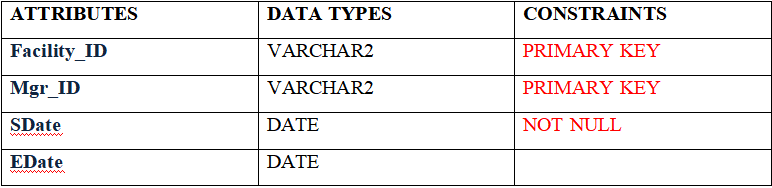 ATTRIBUTES DATA TYPES CONSTRAINTS
Facility_ID VARCHAR2 PRIMARY KEY
Mgr_ID VARCHAR2 PRIMARY KEY
SDate DATE NOT NULL
EDate DATE